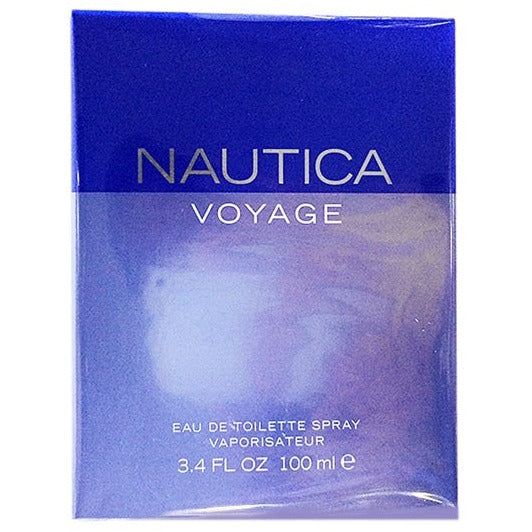 NAUTICA
VOYAGE
EAU DE TOILETTE SPRAY
VAPORISATEUR
3.4 FL OZ 100 ml ℮